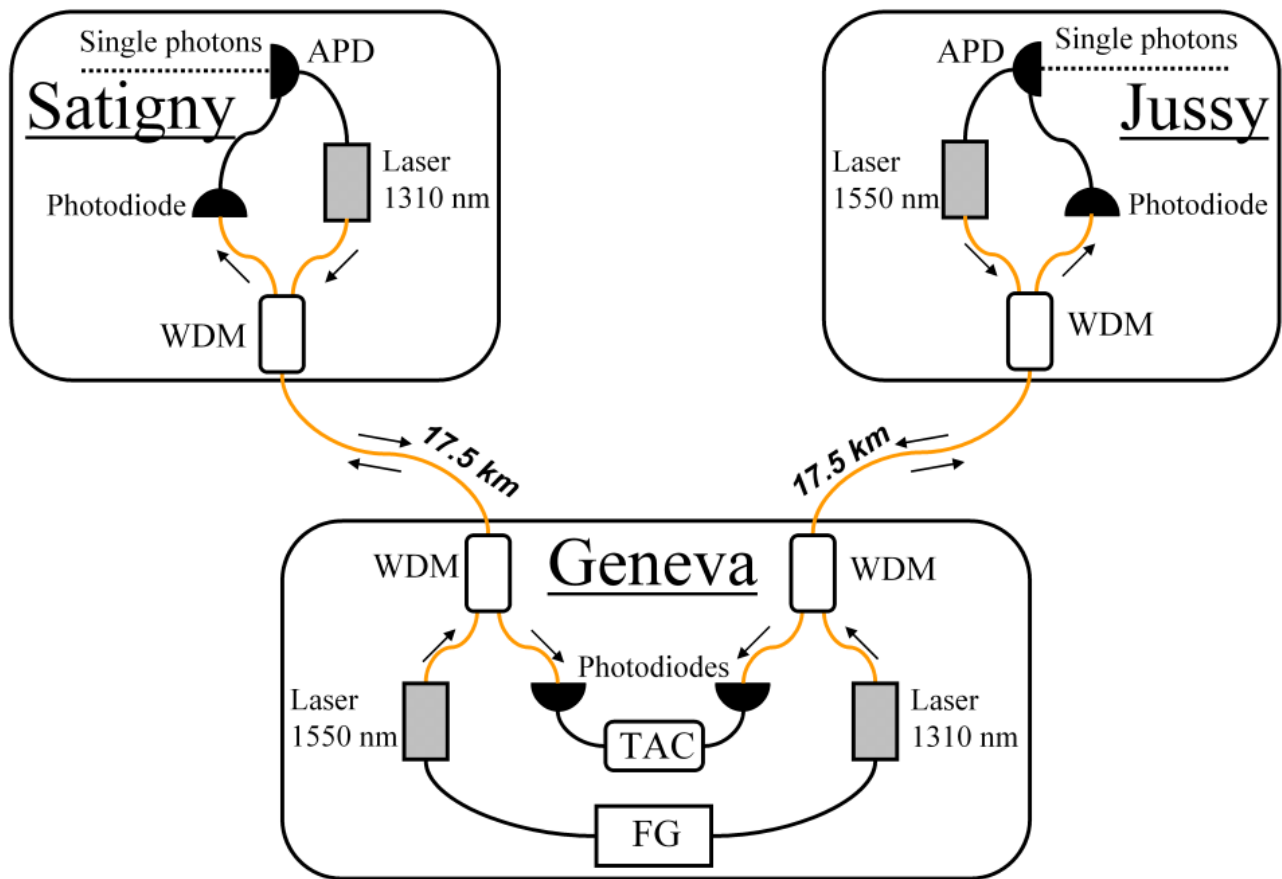 Single photons
APD
Satigny
Laser
1310 nm
Photodiode
WDM
APD
Single photons
Jussy
Laser
1550 nm
Photodiode
WDM
17.5 km
17.5 km
WDM
Geneva
WDM
Photodiodes
Laser
1550 nm
TAC
Laser
1310 nm
FG